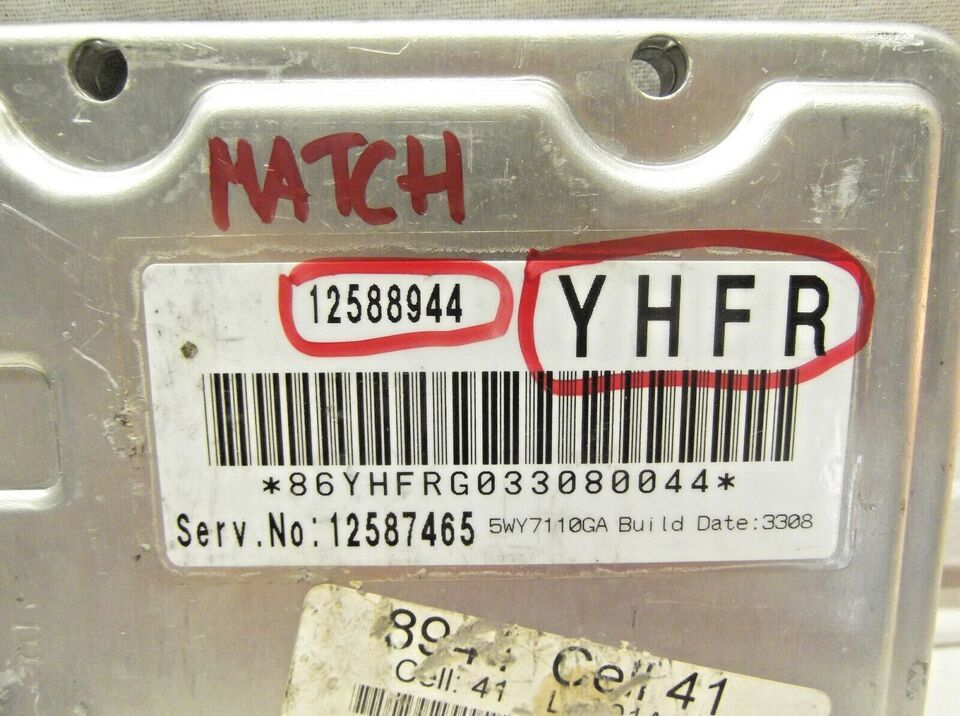 MATCH
12588944 YHFR
*86YHFRG033080044*
Serv.No:12587465 5WY7110GA Build Date:3308
Cell 41
Cell: 41